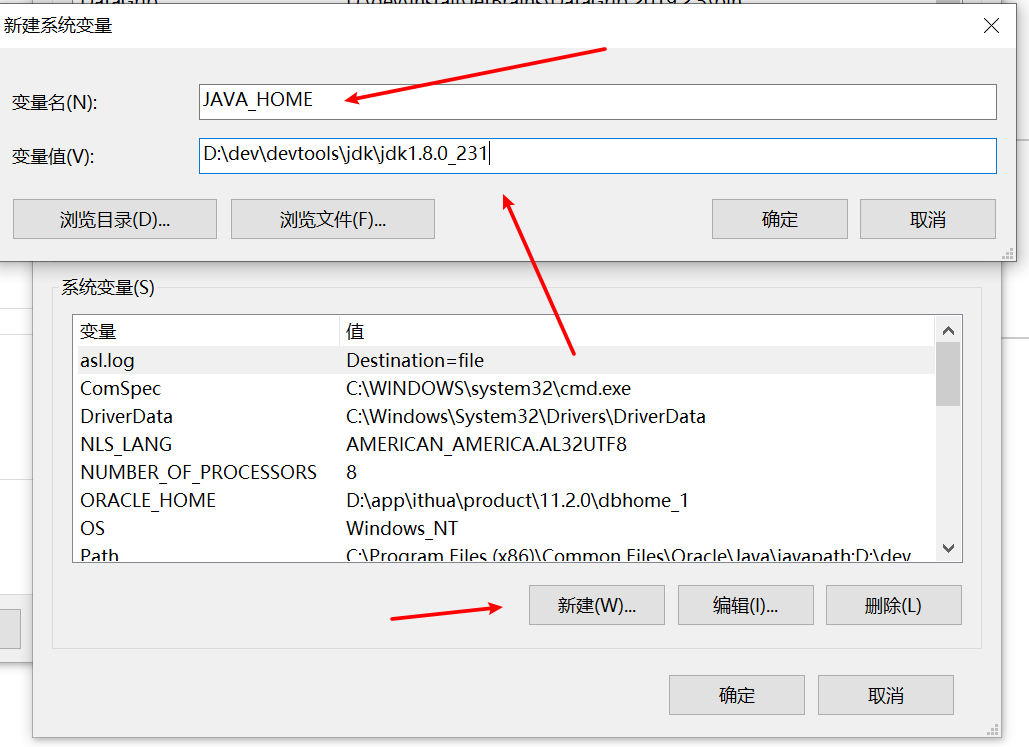 新建系统变量
变量名(N):
JAVA_HOME
变量值(V):
D:\dev\devtools\jdk\jdk1.8.0_231
浏览目录(D)...
浏览文件(F)...
确定
取消
系统变量(S)
变量
值
asl.log
Destination=file
ComSpec
C:\WINDOWS\system32\cmd.exe
DriverData
C:\Windows\System32\Drivers\DriverData
NLS_LANG
AMERICAN_AMERICA.AL32UTF8
NUMBER_OF_PROCESSORS
8
ORACLE_HOME
D:\app\ithua\product\11.2.0\dbhome_1
OS
Windows_NT
Path
C:\Program Files (x86)\Common Files\Oracle\Java\javapath;D:\dev
新建(W)...
编辑(I)...
删除(L)
确定
取消